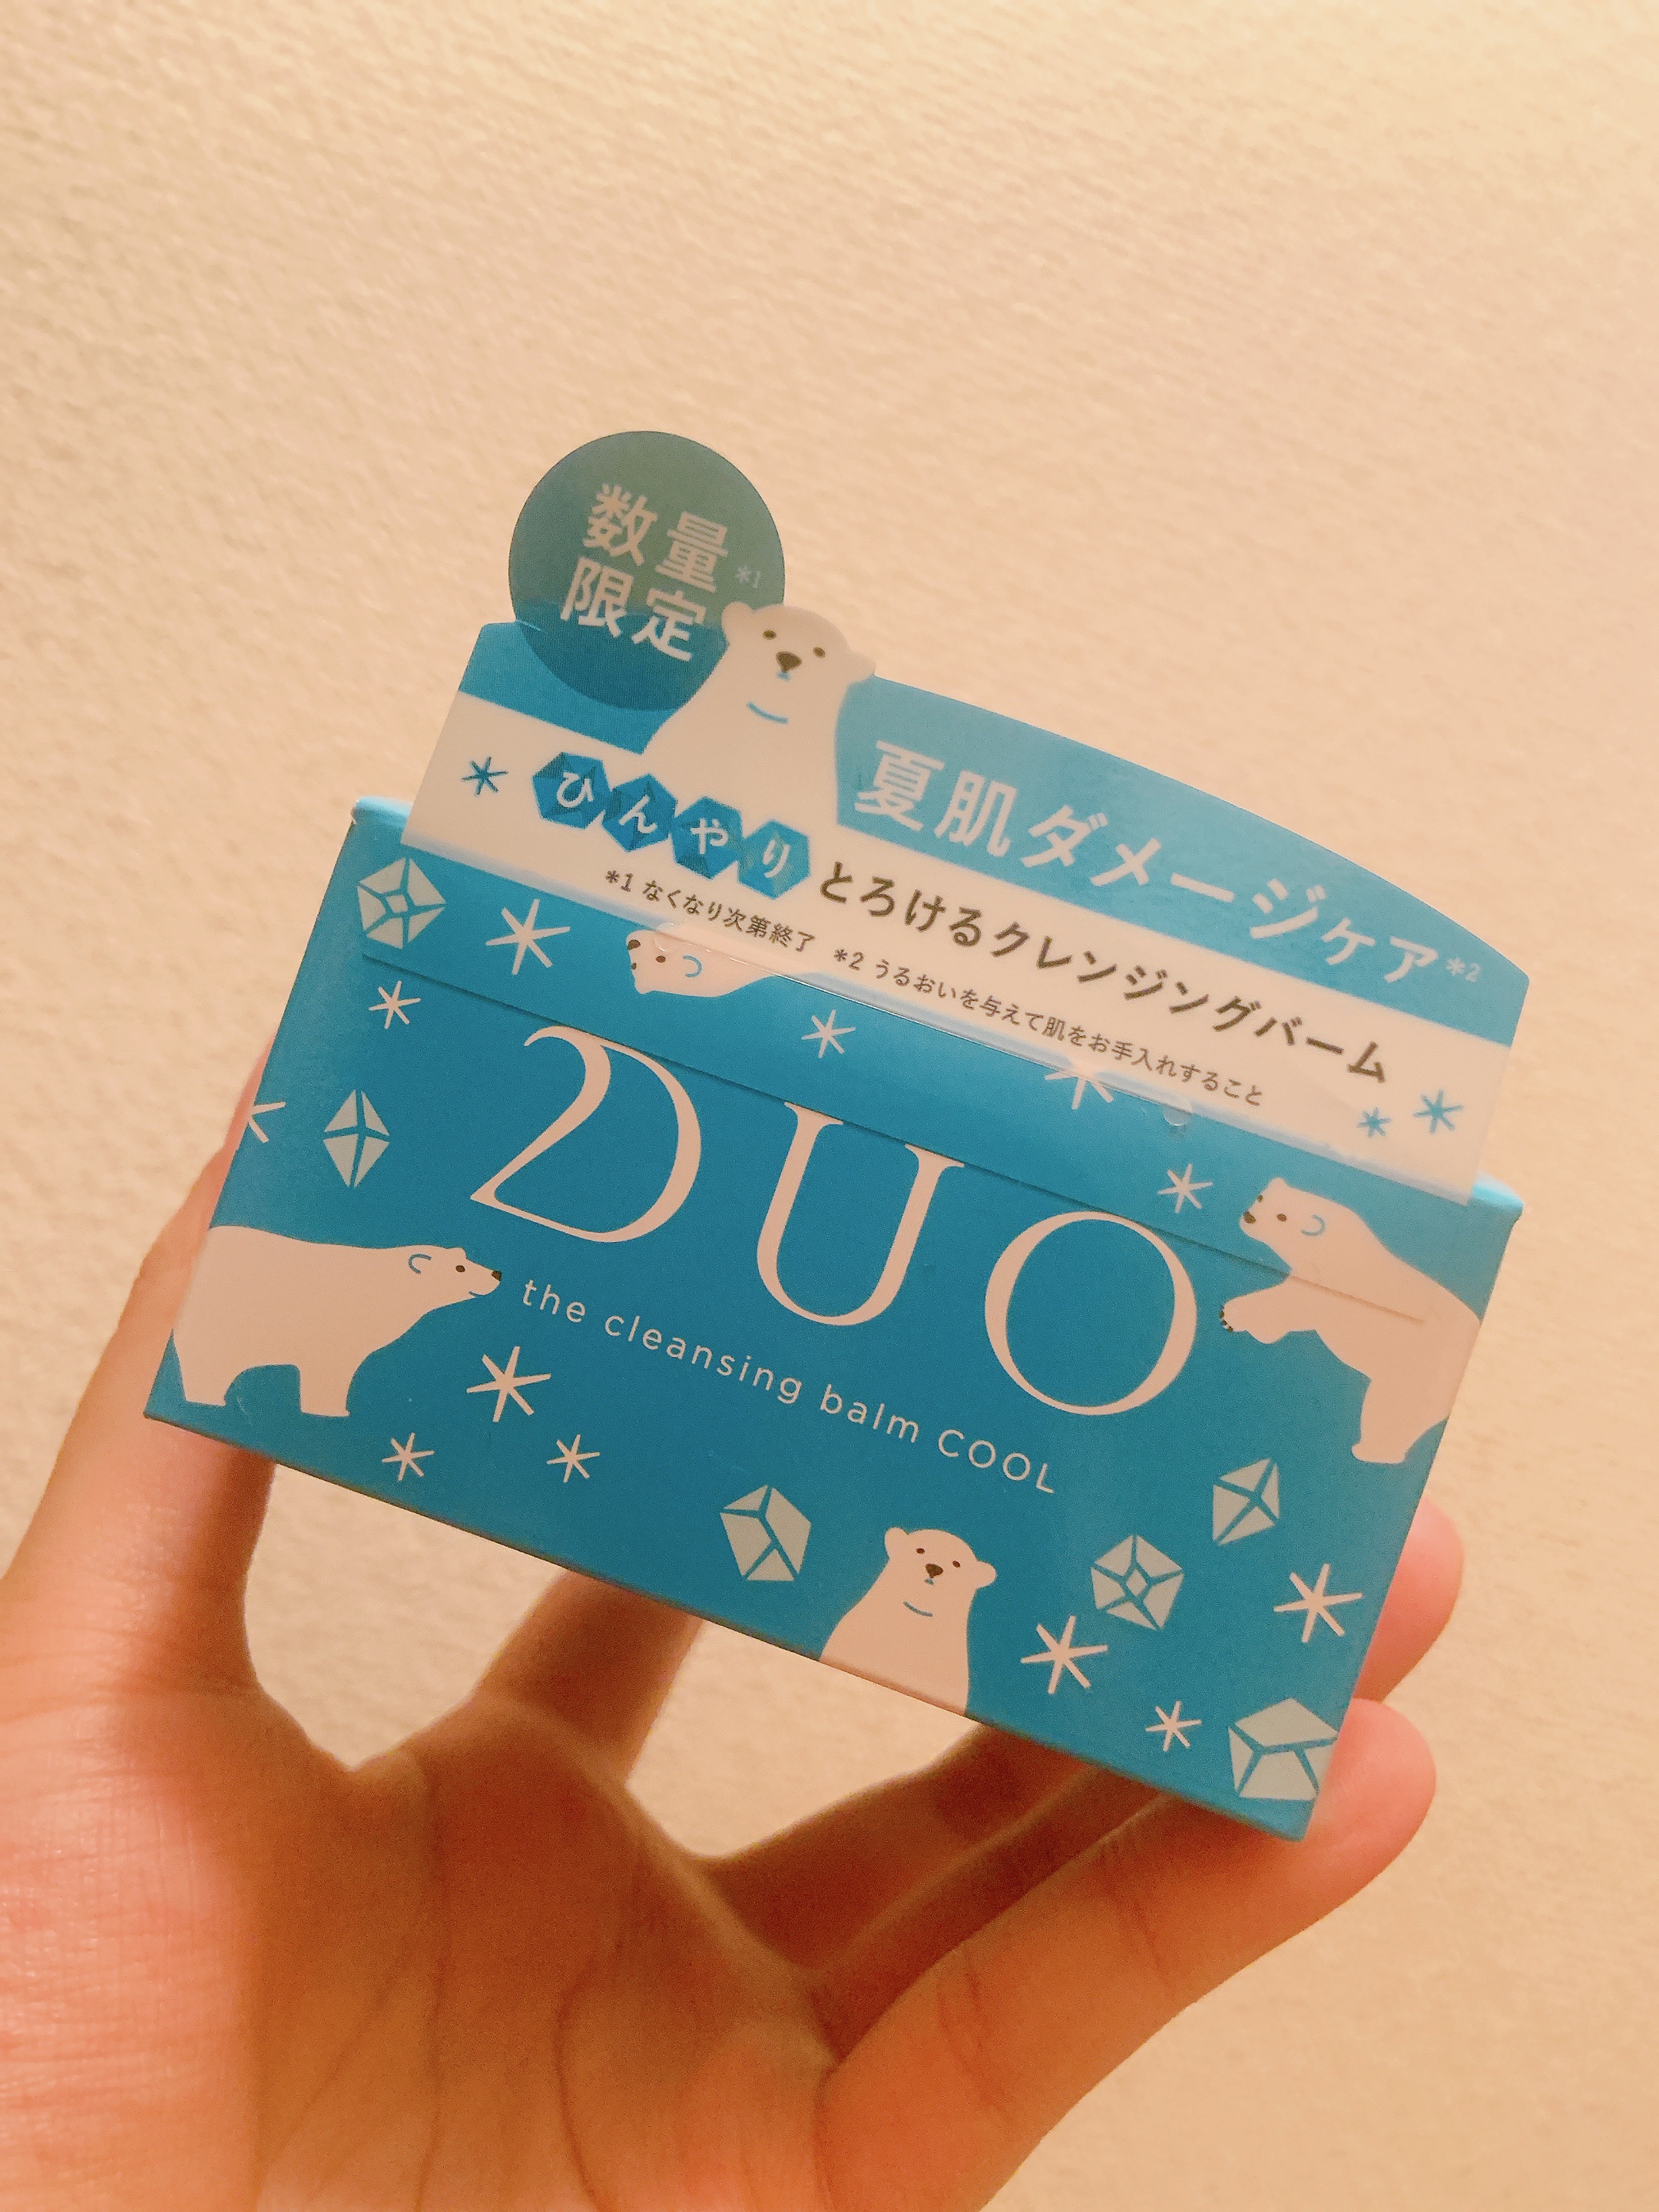 数量
限定*1
夏肌ダメージケア*2
ひんやりとろけるクレンジングバーム
*1 なくなり次第終了 *2 うるおいを与えて肌をお手入れすること
DUO
the cleansing balm COOL